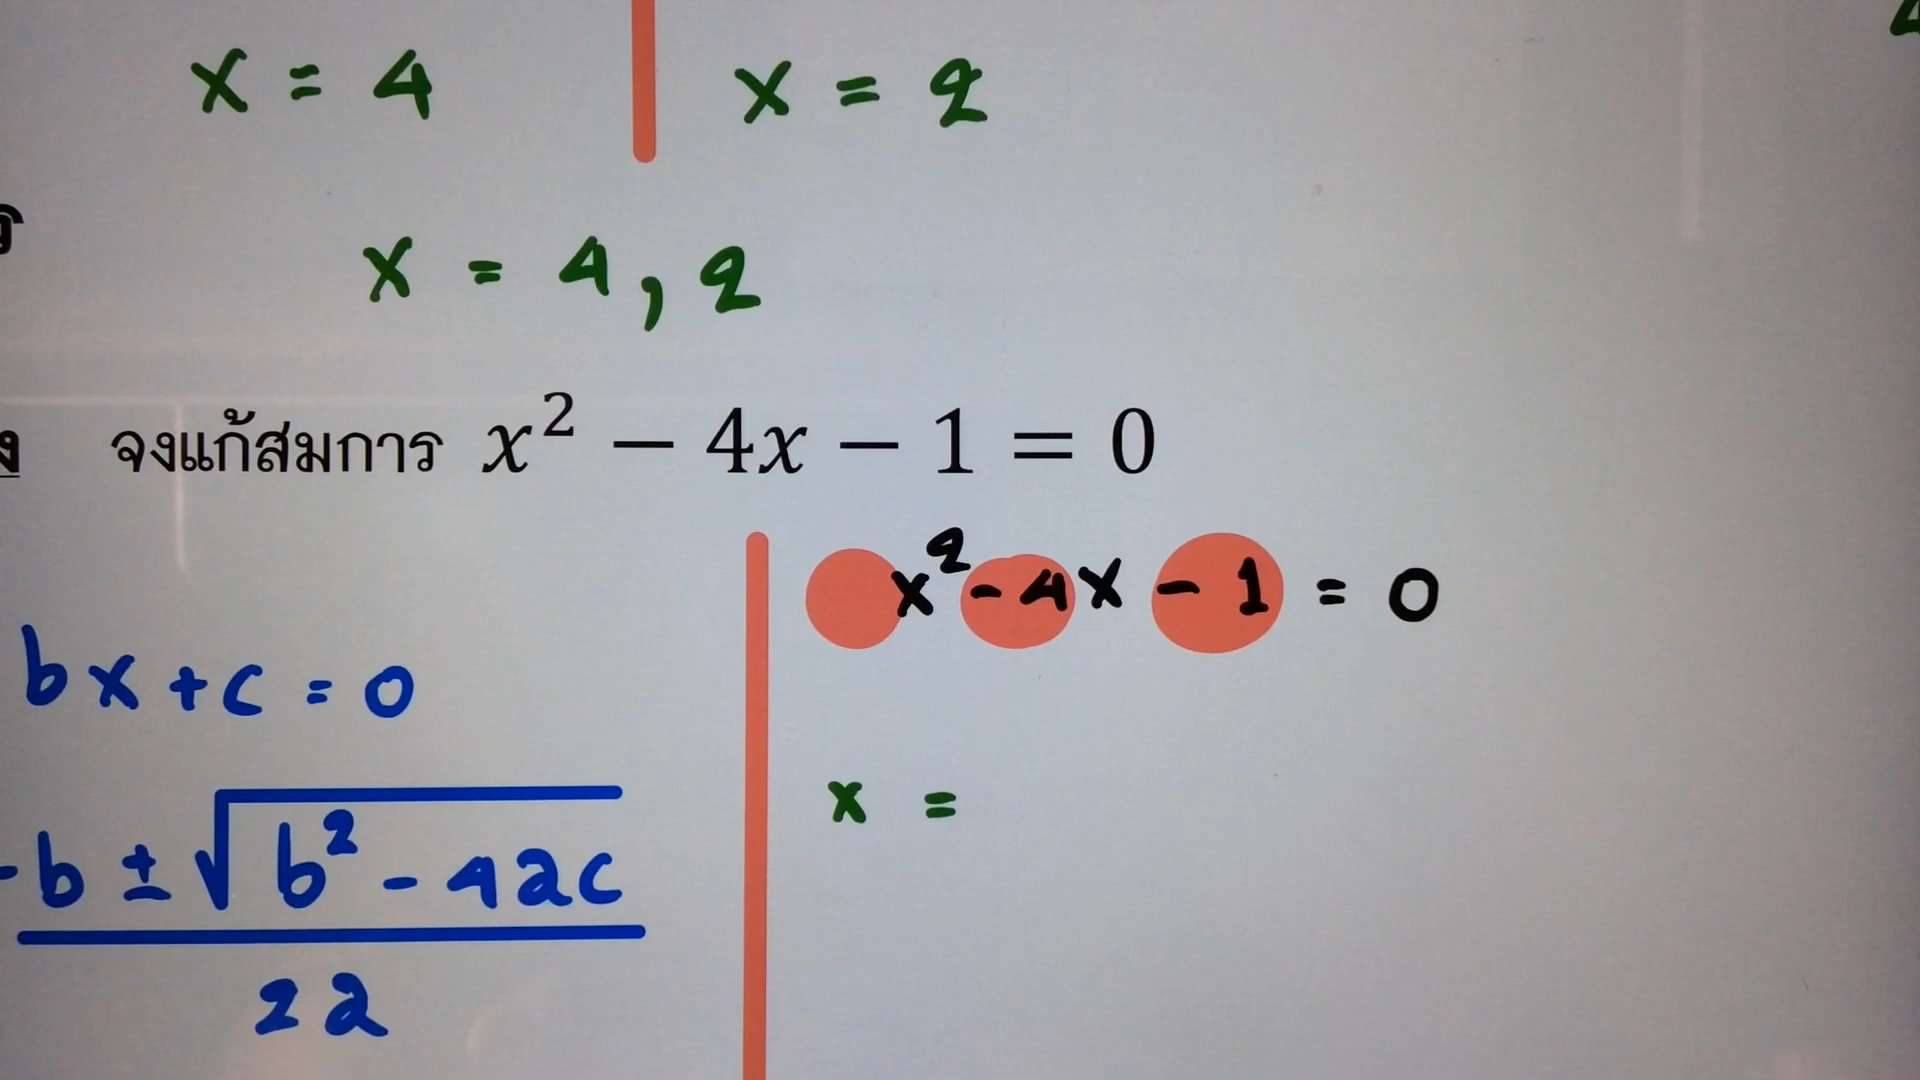 x = 4 x = 2
x = 4 , 2
จงแก้สมการ x² − 4x − 1 = 0
x² - 4x - 1 = 0
bx + c = 0
x =
-b ± √b² - 4ac
2a